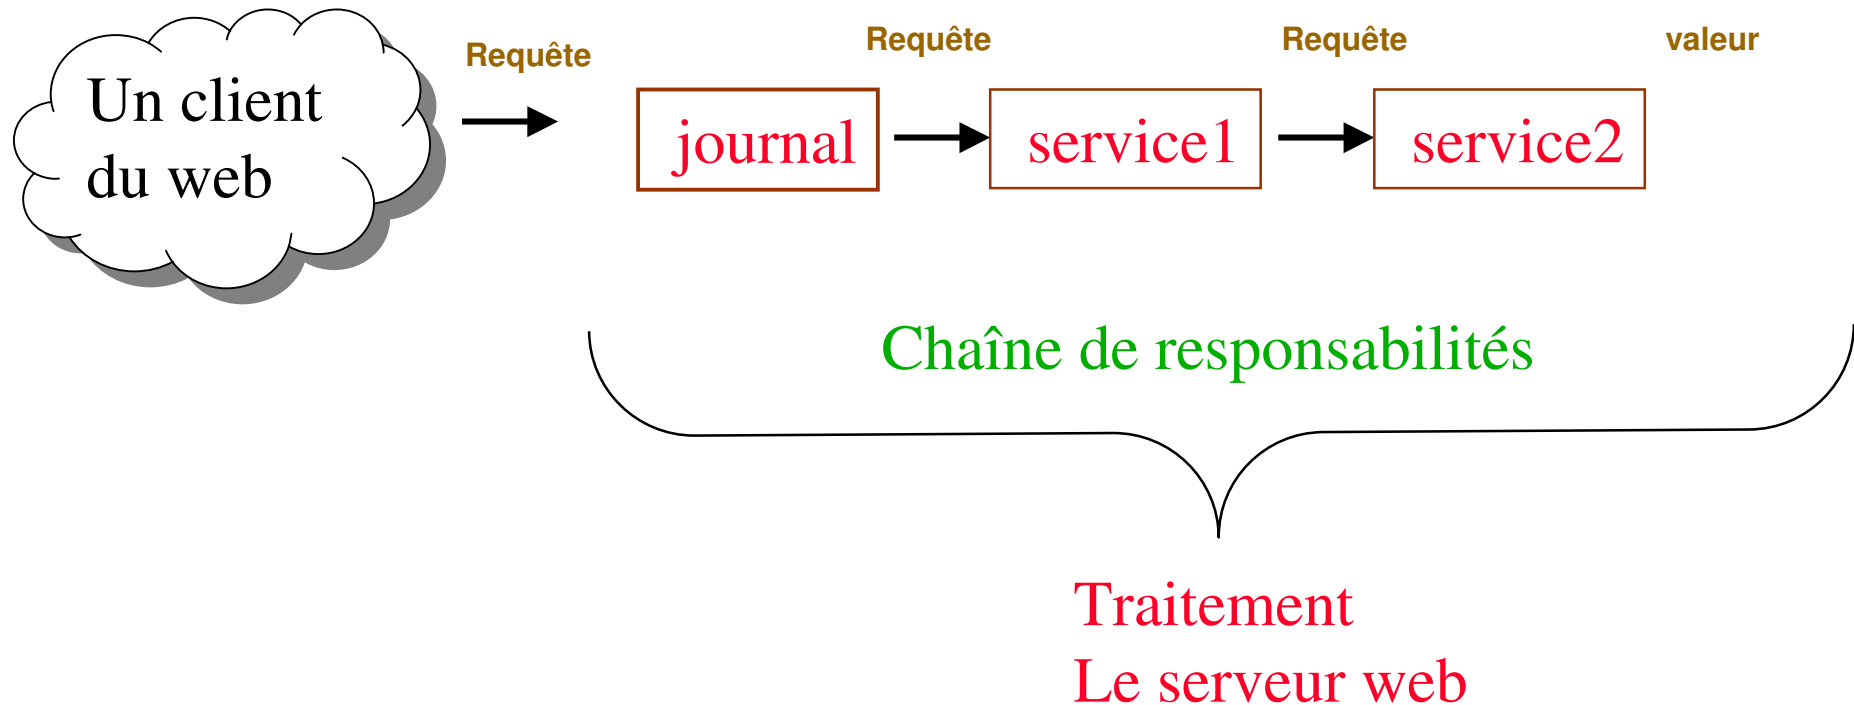 Un client
du web
Requête
Requête
Requête
valeur
journal
service1
service2
Chaîne de responsabilités
Traitement
Le serveur web